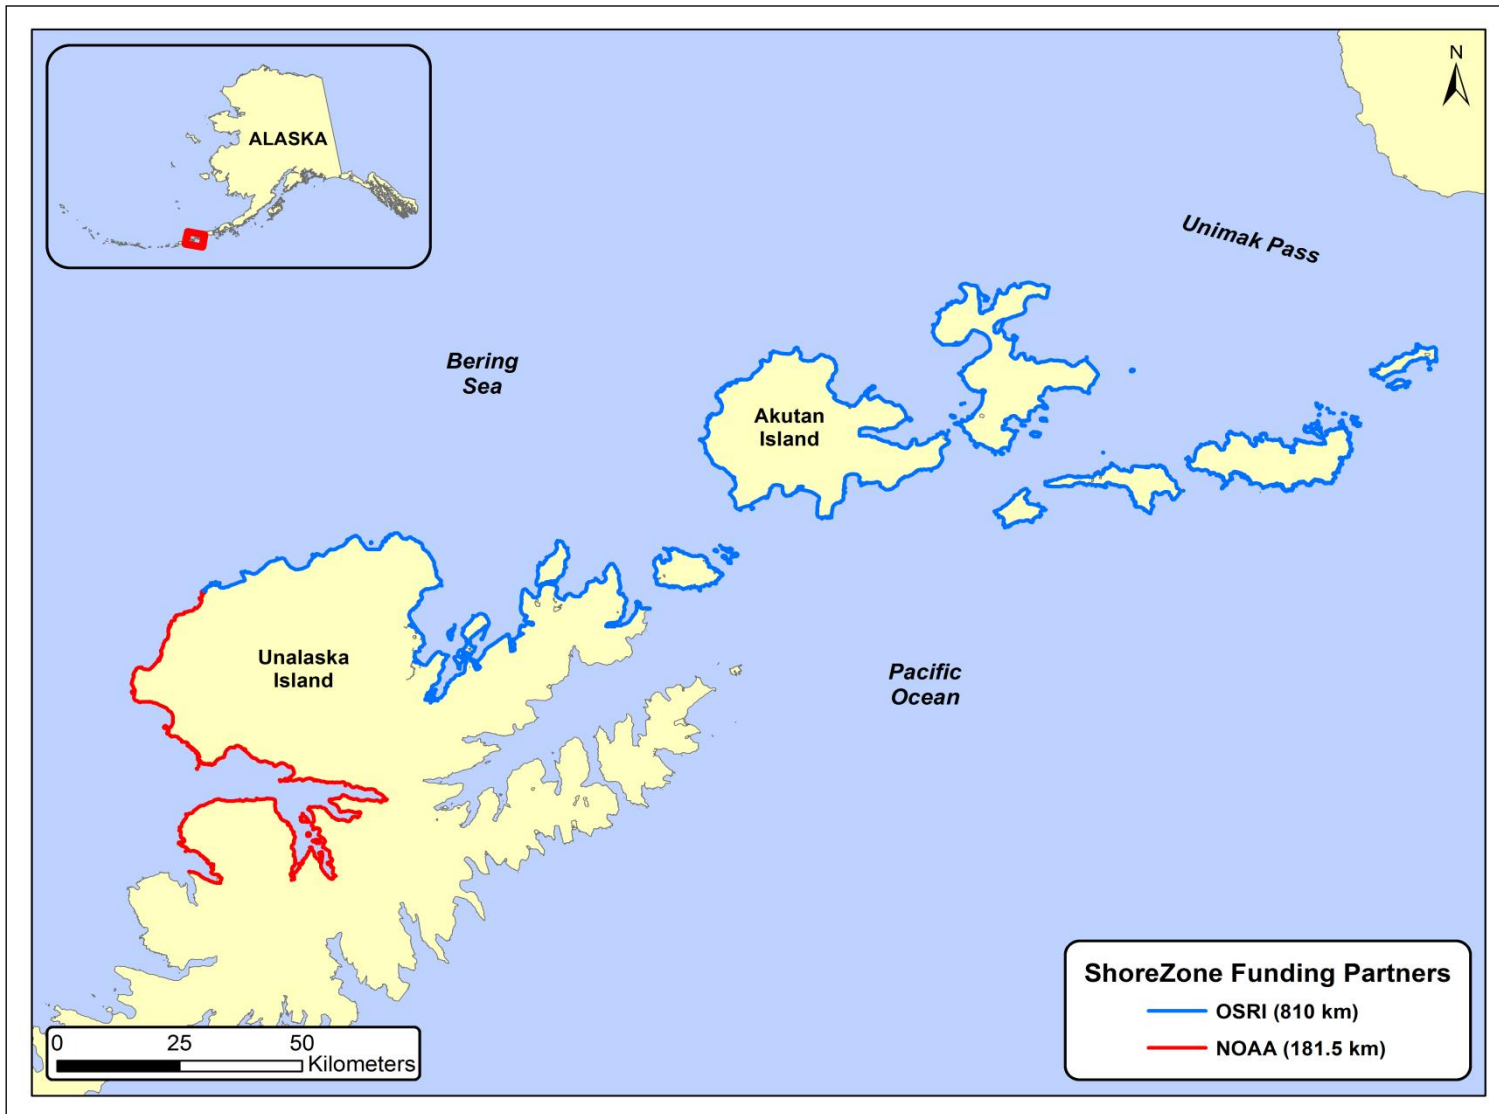 ALASKA
N
Unimak Pass
Bering
Sea
Akutan
Island
Unalaska
Island
Pacific
Ocean
ShoreZone Funding Partners
OSRI (810 km)
NOAA (181.5 km)
0 25 50
Kilometers